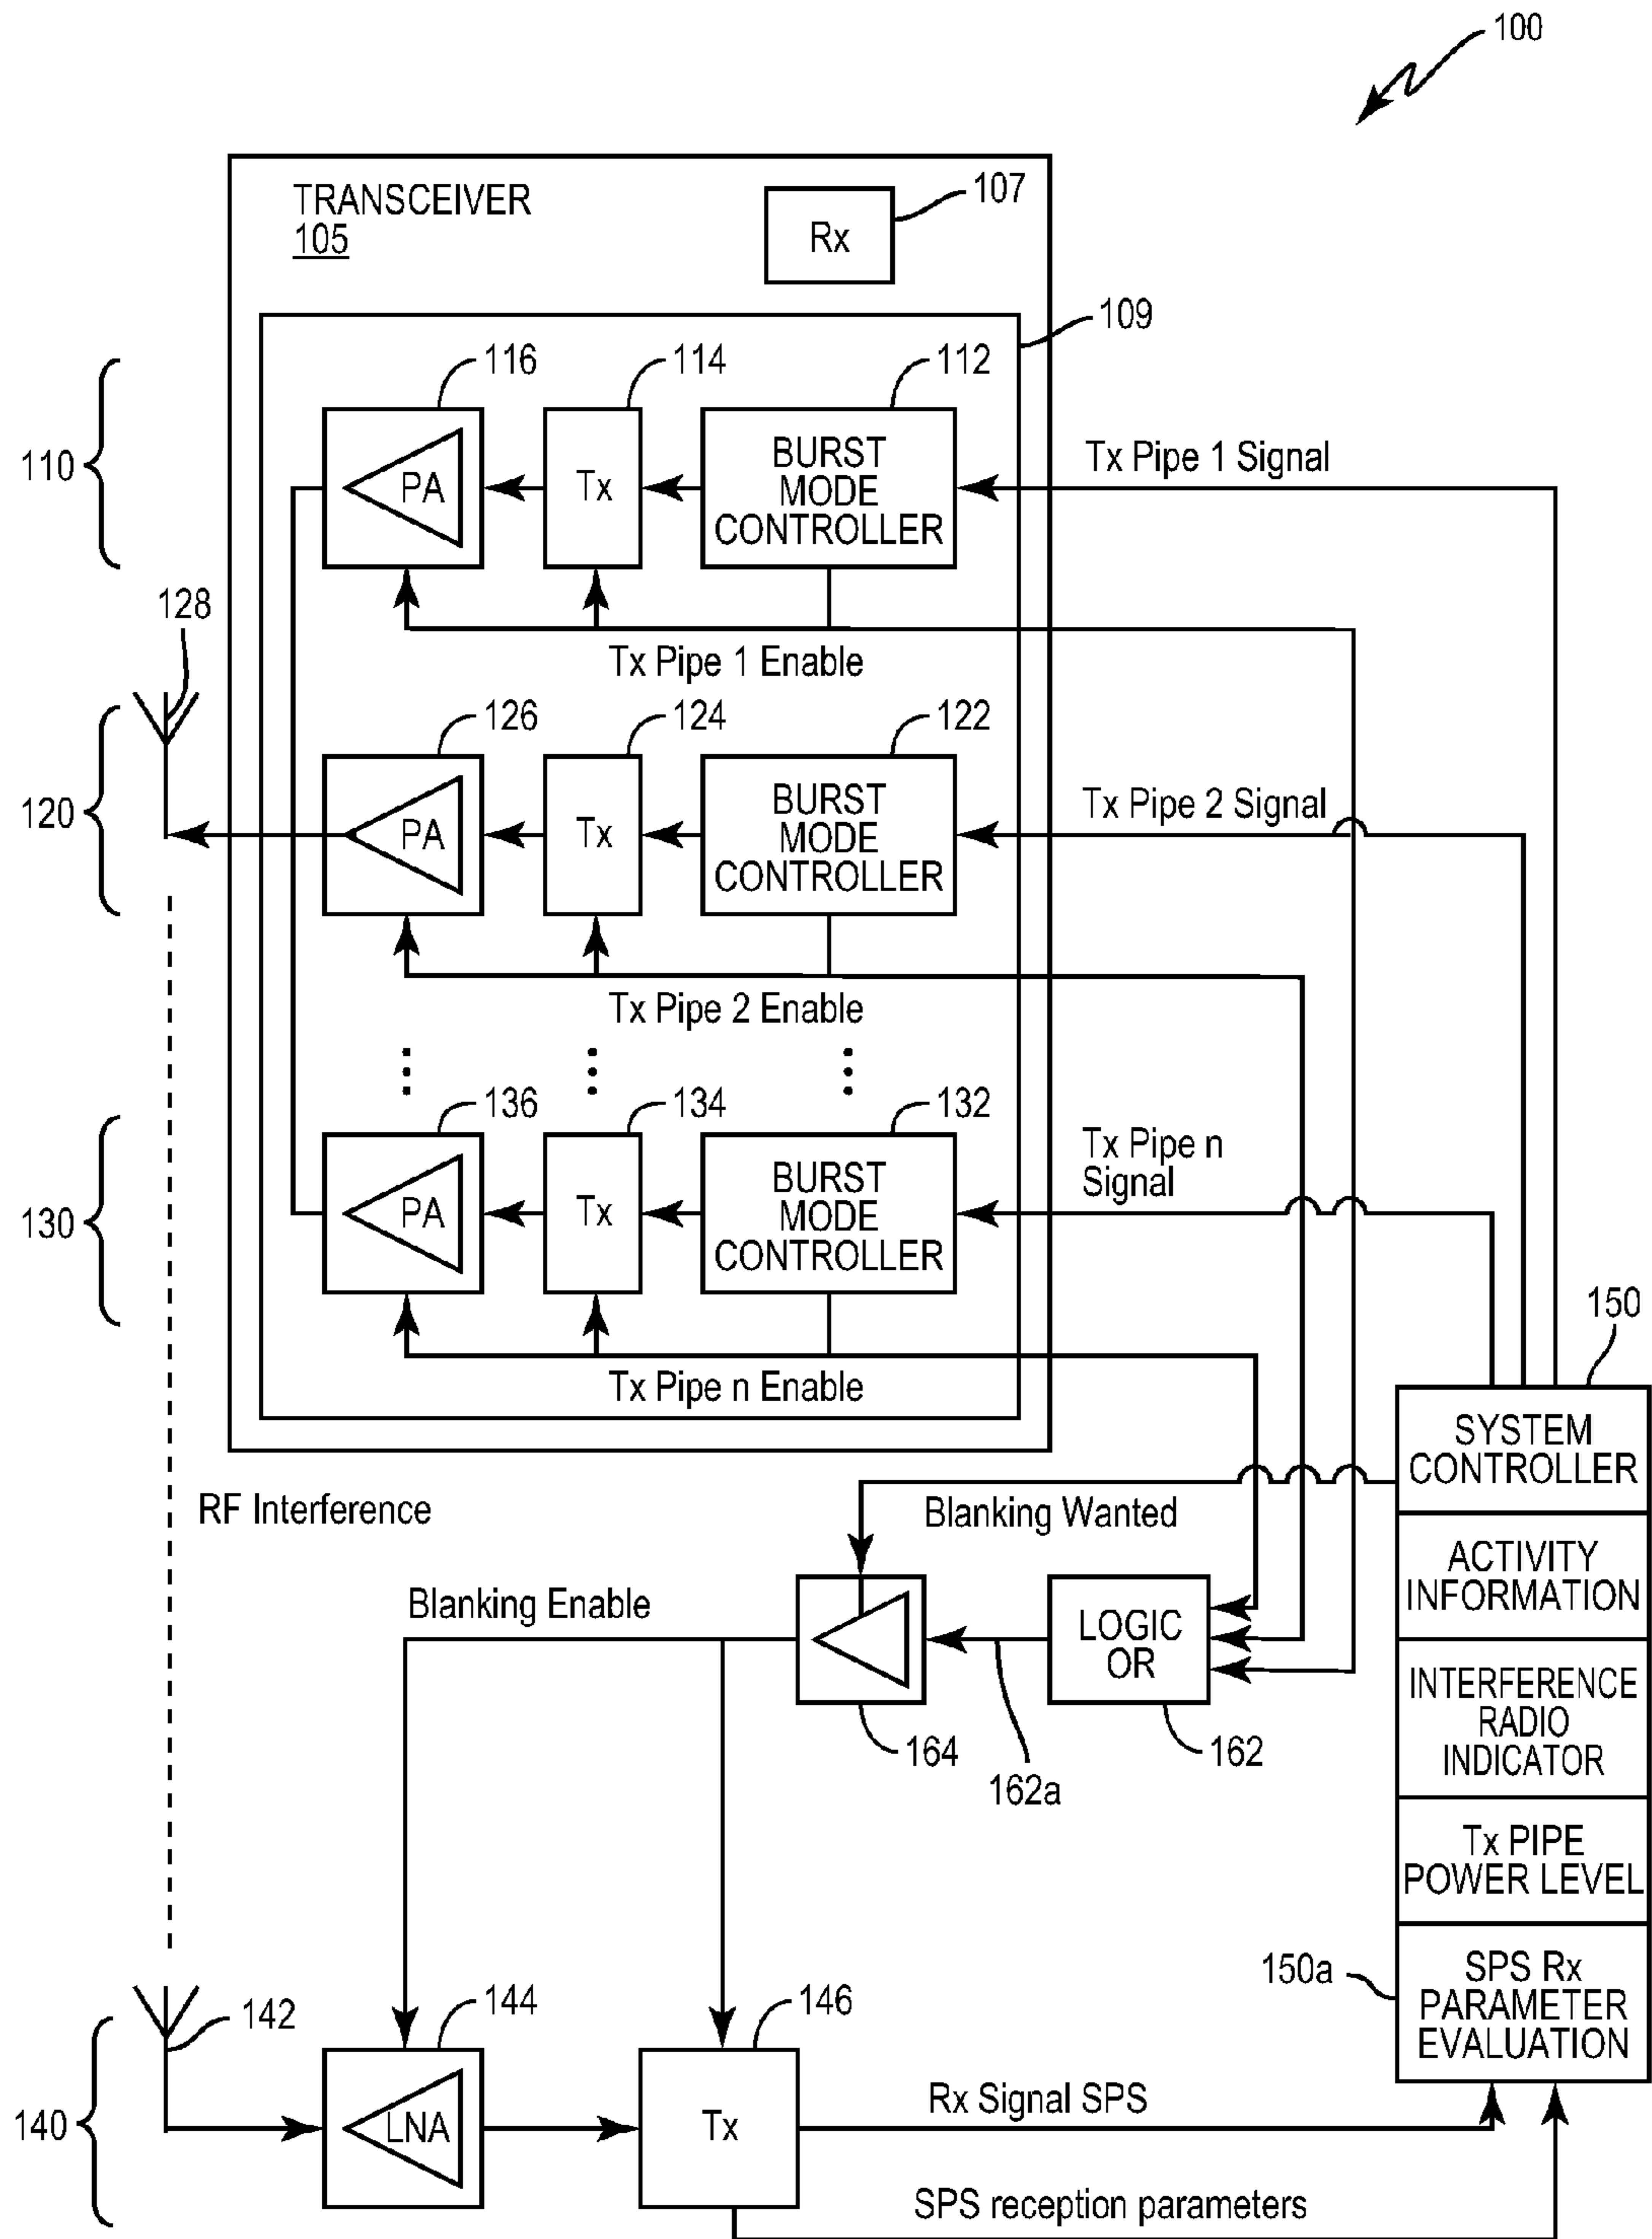 100
TRANSCEIVER
105
107
Rx
109
110
116
114
112
PA
Tx
BURST
MODE
CONTROLLER
Tx Pipe 1 Signal
Tx Pipe 1 Enable
128
120
126
124
122
PA
Tx
BURST
MODE
CONTROLLER
Tx Pipe 2 Signal
Tx Pipe 2 Enable
130
136
134
132
PA
Tx
BURST
MODE
CONTROLLER
Tx Pipe n
Signal
Tx Pipe n Enable
150
SYSTEM
CONTROLLER
ACTIVITY
INFORMATION
INTERFERENCE
RADIO
INDICATOR
Tx PIPE
POWER LEVEL
150a
SPS Rx
PARAMETER
EVALUATION
RF Interference
Blanking Wanted
Blanking Enable
LOGIC
OR
164
162a
162
140
142
144
146
LNA
Tx
Rx Signal SPS
SPS reception parameters